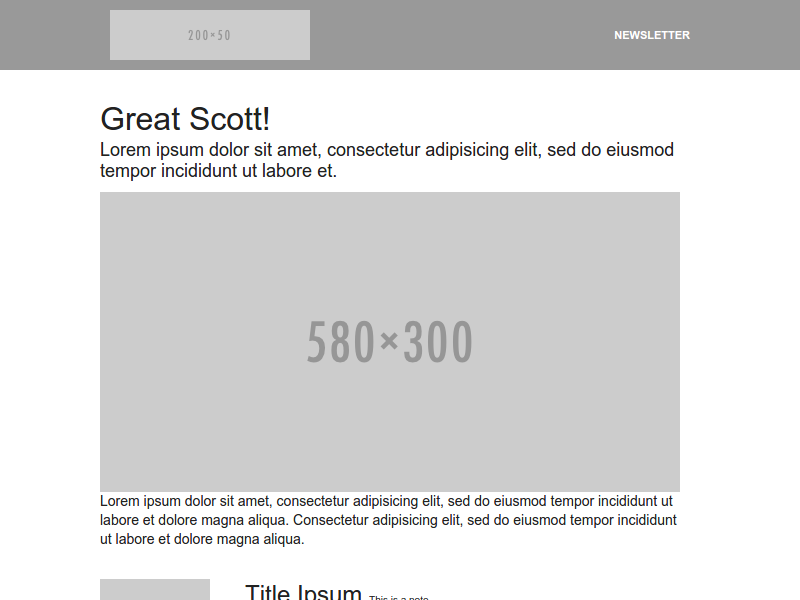 200×50
NEWSLETTER
Great Scott!
Lorem ipsum dolor sit amet, consectetur adipisicing elit, sed do eiusmod
tempor incididunt ut labore et.
580×300
Lorem ipsum dolor sit amet, consectetur adipisicing elit, sed do eiusmod tempor incididunt ut
labore et dolore magna aliqua. Consectetur adipisicing elit, sed do eiusmod tempor incididunt
ut labore et dolore magna aliqua.
Title Ipsum This is a note.